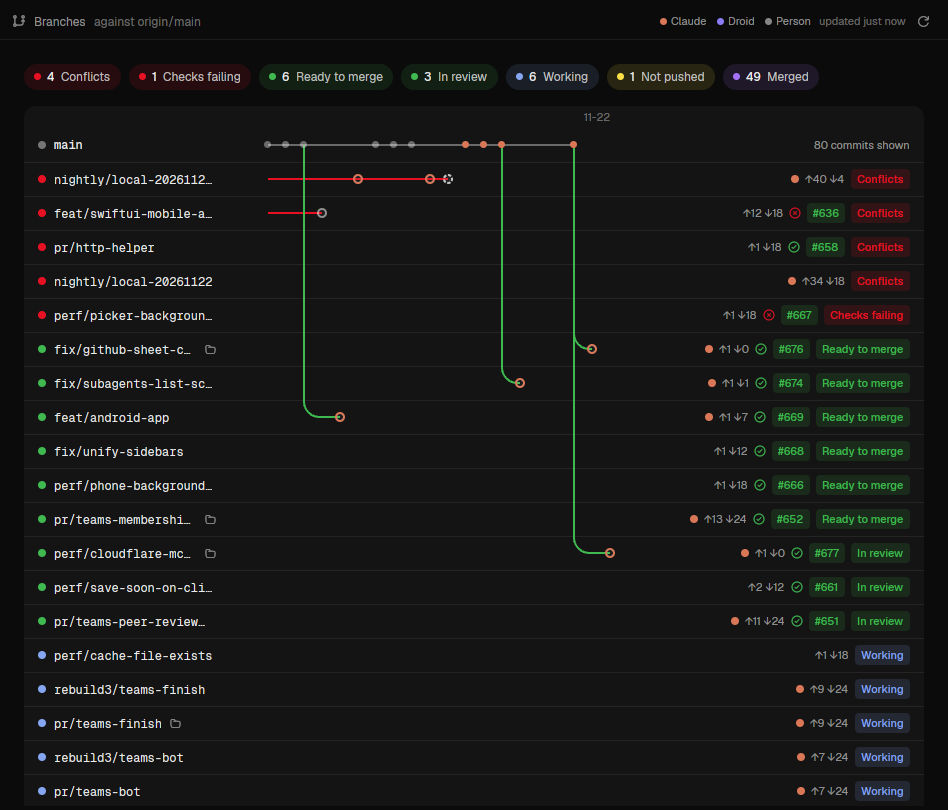 Branches against origin/main Claude Droid Person updated just now
4 Conflicts 1 Checks failing 6 Ready to merge 3 In review 6 Working 1 Not pushed 49 Merged
11-22
main 80 commits shown
nightly/local-2026112… ↑40 ↓4 Conflicts
feat/swiftui-mobile-a… ↑12 ↓18 #636 Conflicts
pr/http-helper ↑1 ↓18 #658 Conflicts
nightly/local-20261122 ↑34 ↓18 Conflicts
perf/picker-backgroun… ↑1 ↓18 #667 Checks failing
fix/github-sheet-c… ↑1 ↓0 #676 Ready to merge
fix/subagents-list-sc… ↑1 ↓1 #674 Ready to merge
feat/android-app ↑1 ↓7 #669 Ready to merge
fix/unify-sidebars ↑1 ↓12 #668 Ready to merge
perf/phone-background… ↑1 ↓18 #666 Ready to merge
pr/teams-membershi… ↑13 ↓24 #652 Ready to merge
perf/cloudflare-mc… ↑1 ↓0 #677 In review
perf/save-soon-on-cli… ↑2 ↓12 #661 In review
pr/teams-peer-review… ↑11 ↓24 #651 In review
perf/cache-file-exists ↑1 ↓18 Working
rebuild3/teams-finish ↑9 ↓24 Working
pr/teams-finish ↑9 ↓24 Working
rebuild3/teams-bot ↑7 ↓24 Working
pr/teams-bot ↑7 ↓24 Working